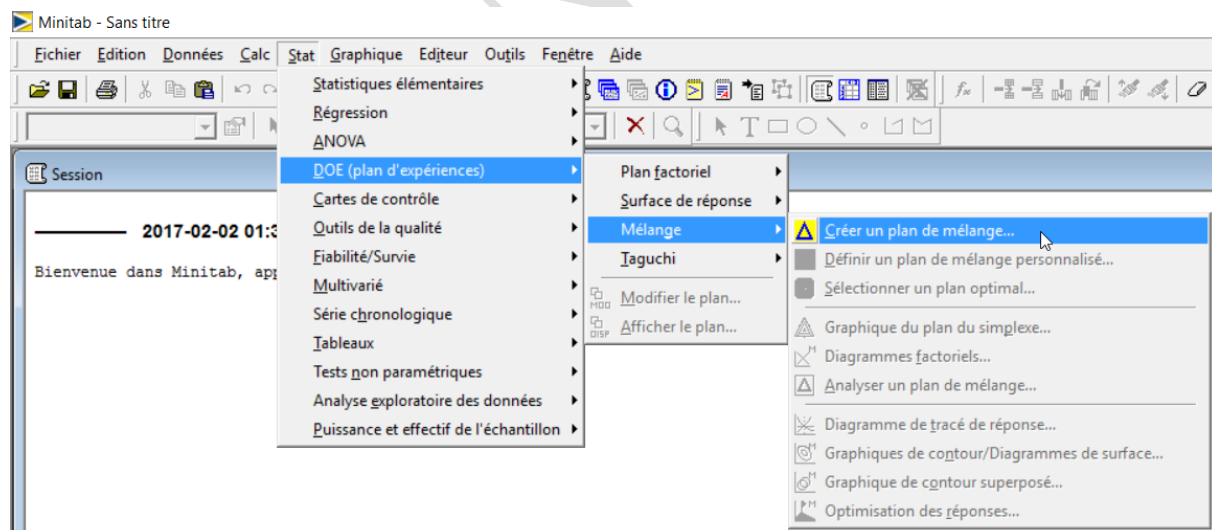 Minitab - Sans titre
Fichier Edition Données Calc Stat Graphique Editeur Outils Fenêtre Aide
Session
2017-02-02 01:3
Bienvenue dans Minitab, app
Statistiques élémentaires
Régression
ANOVA
DOE (plan d'expériences)
Cartes de contrôle
Outils de la qualité
Fiabilité/Survie
Multivarié
Série chronologique
Tableaux
Tests non paramétriques
Analyse exploratoire des données
Puissance et effectif de l'échantillon
Plan factoriel
Surface de réponse
Mélange
Taguchi
Modifier le plan...
Afficher le plan...
Créer un plan de mélange...
Définir un plan de mélange personnalisé...
Sélectionner un plan optimal...
Graphique du plan du simplexe...
Diagrammes factoriels...
Analyser un plan de mélange...
Diagramme de tracé de réponse...
Graphiques de contour/Diagrammes de surface...
Graphique de contour superposé...
Optimisation des réponses...